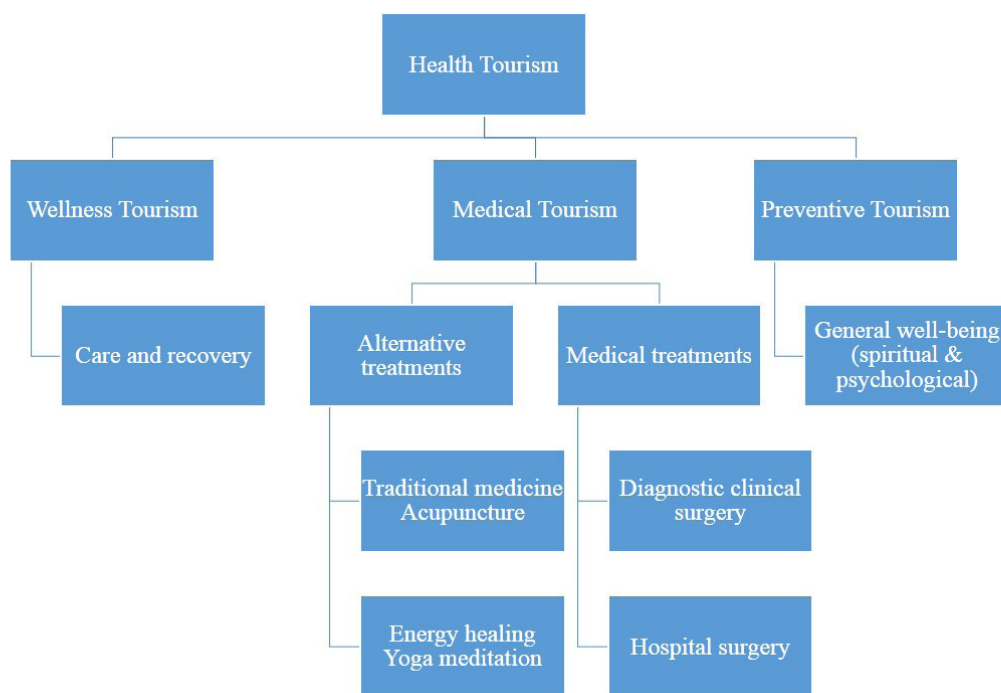 Health Tourism
Wellness Tourism
Medical Tourism
Preventive Tourism
Care and recovery
Alternative
treatments
Medical treatments
General well-being
(spiritual &
psychological)
Traditional medicine
Acupuncture
Diagnostic clinical
surgery
Energy healing
Yoga meditation
Hospital surgery